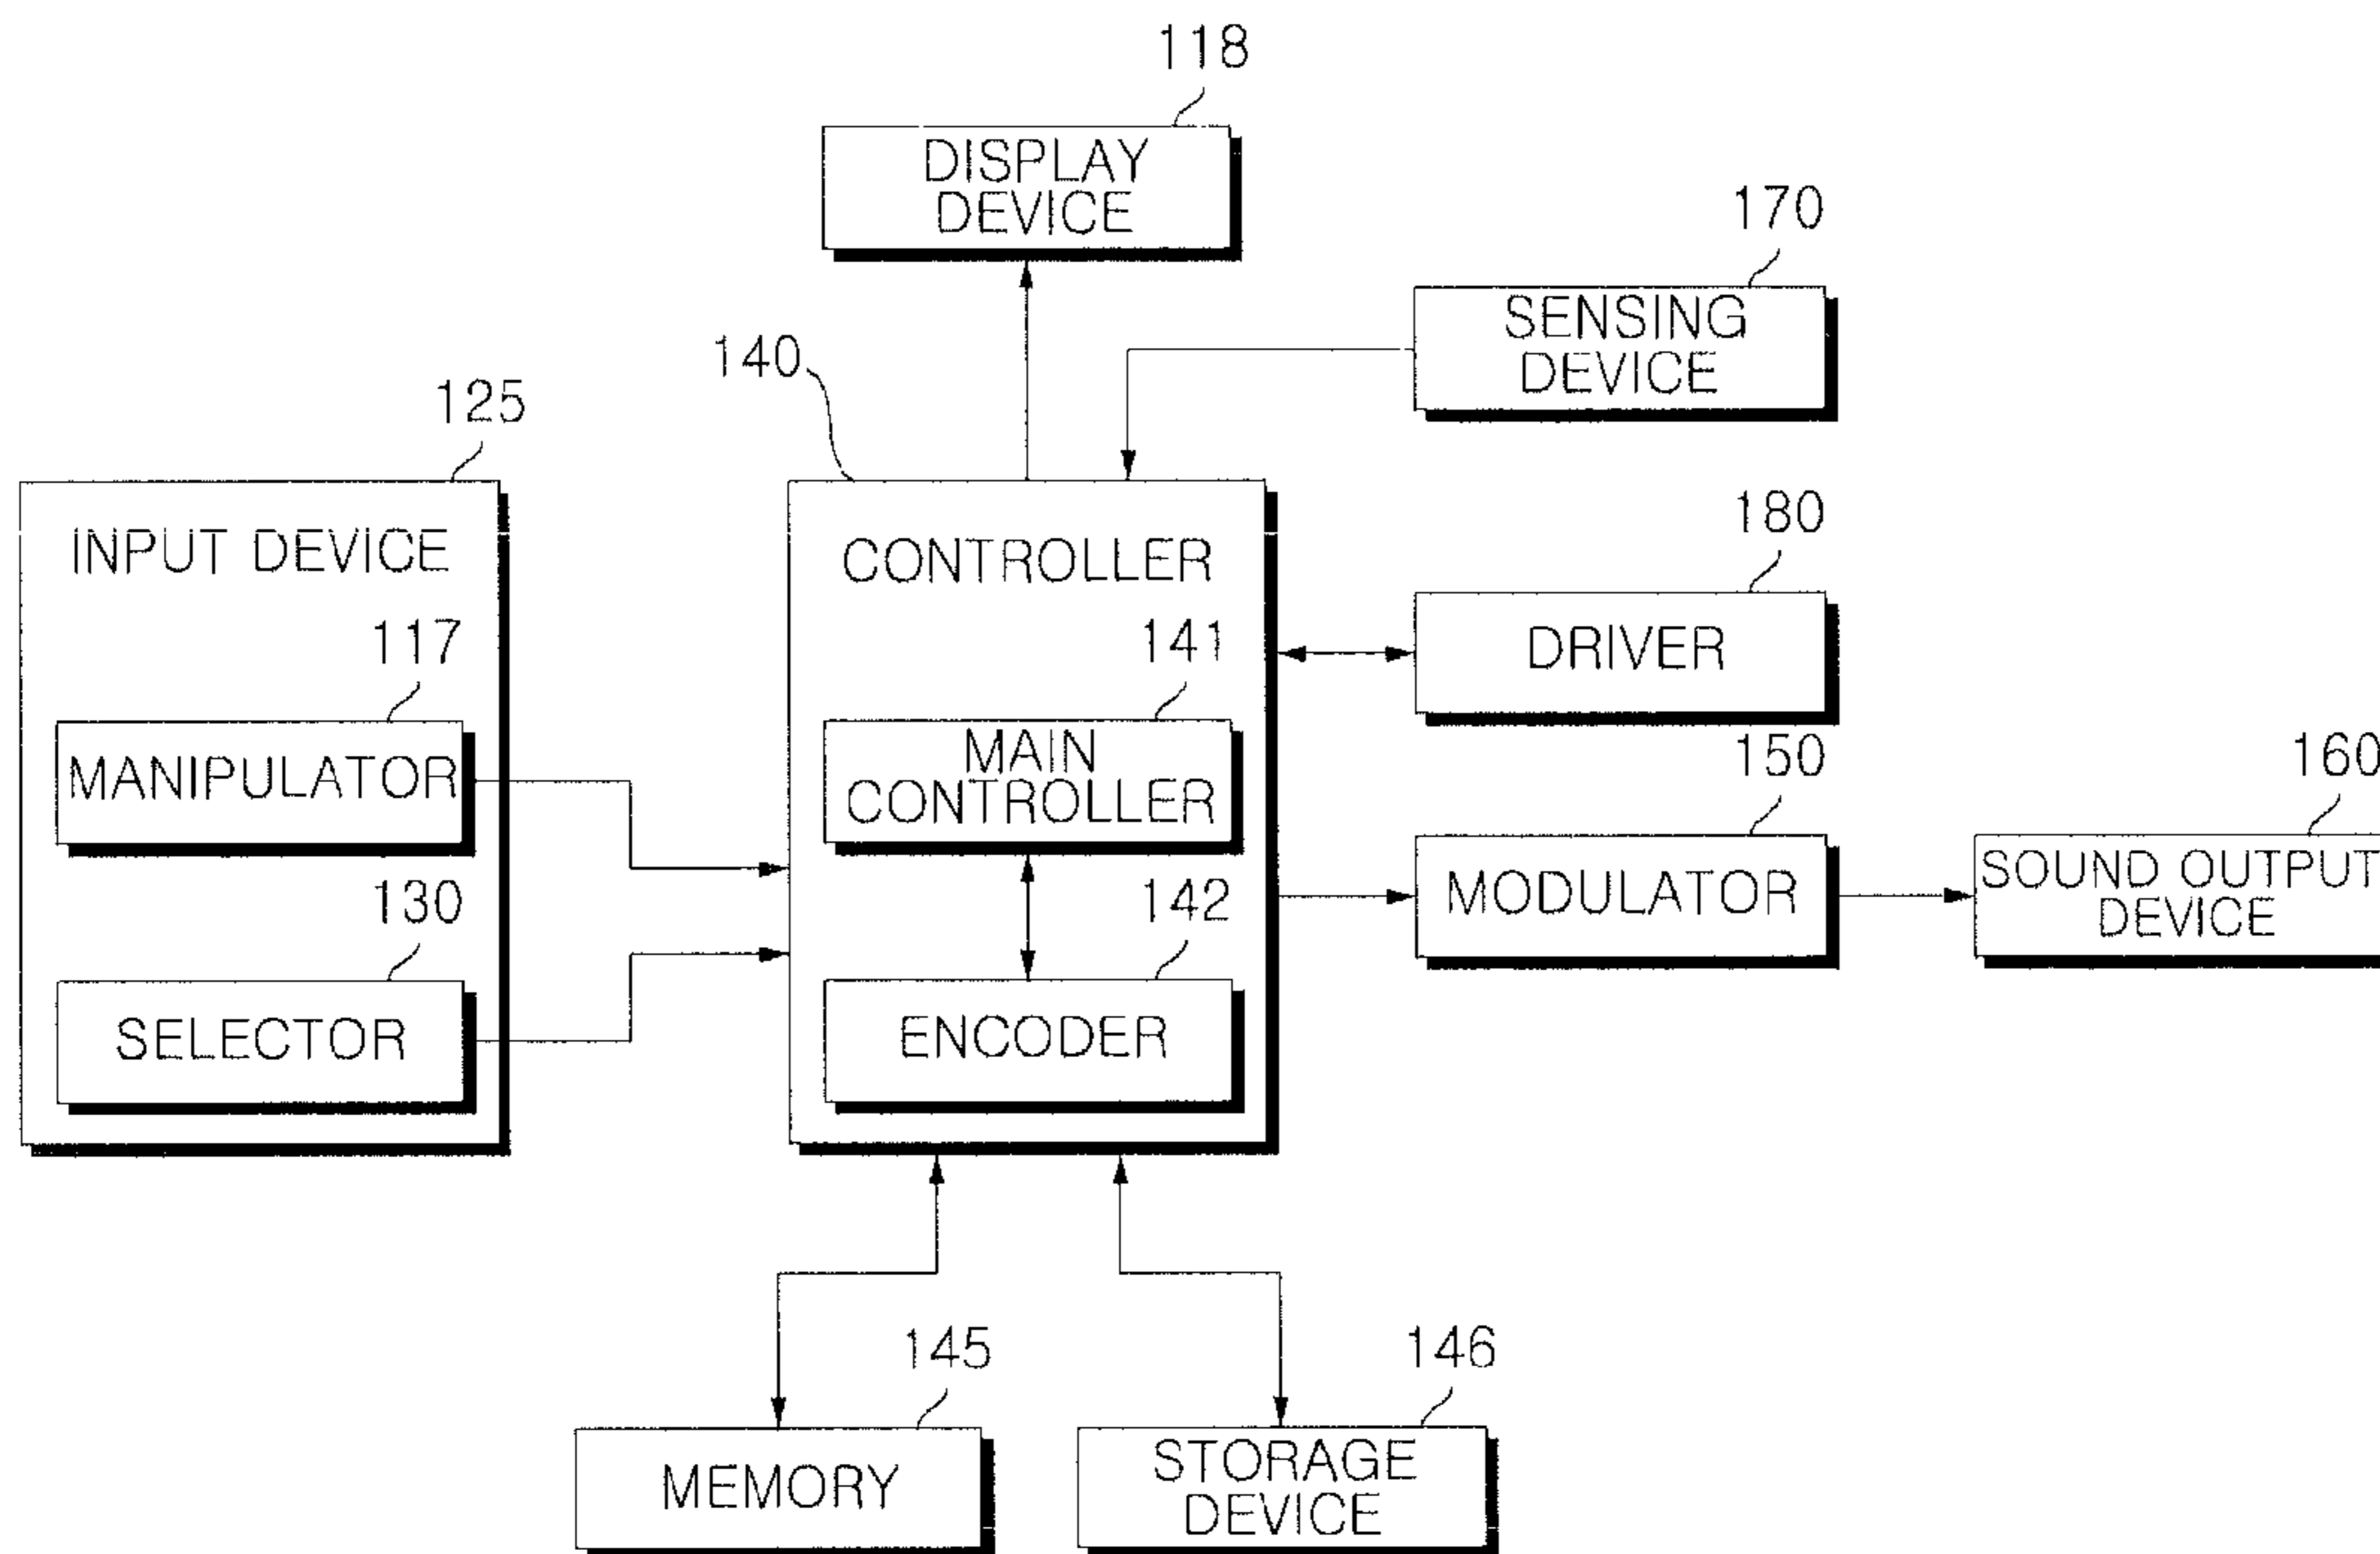 118
DISPLAY
DEVICE
170
SENSING
DEVICE
140
125
INPUT DEVICE
CONTROLLER
180
DRIVER
117
MANIPULATOR
141
MAIN
CONTROLLER
150
MODULATOR
160
SOUND OUTPUT
DEVICE
130
SELECTOR
142
ENCODER
145
MEMORY
146
STORAGE
DEVICE